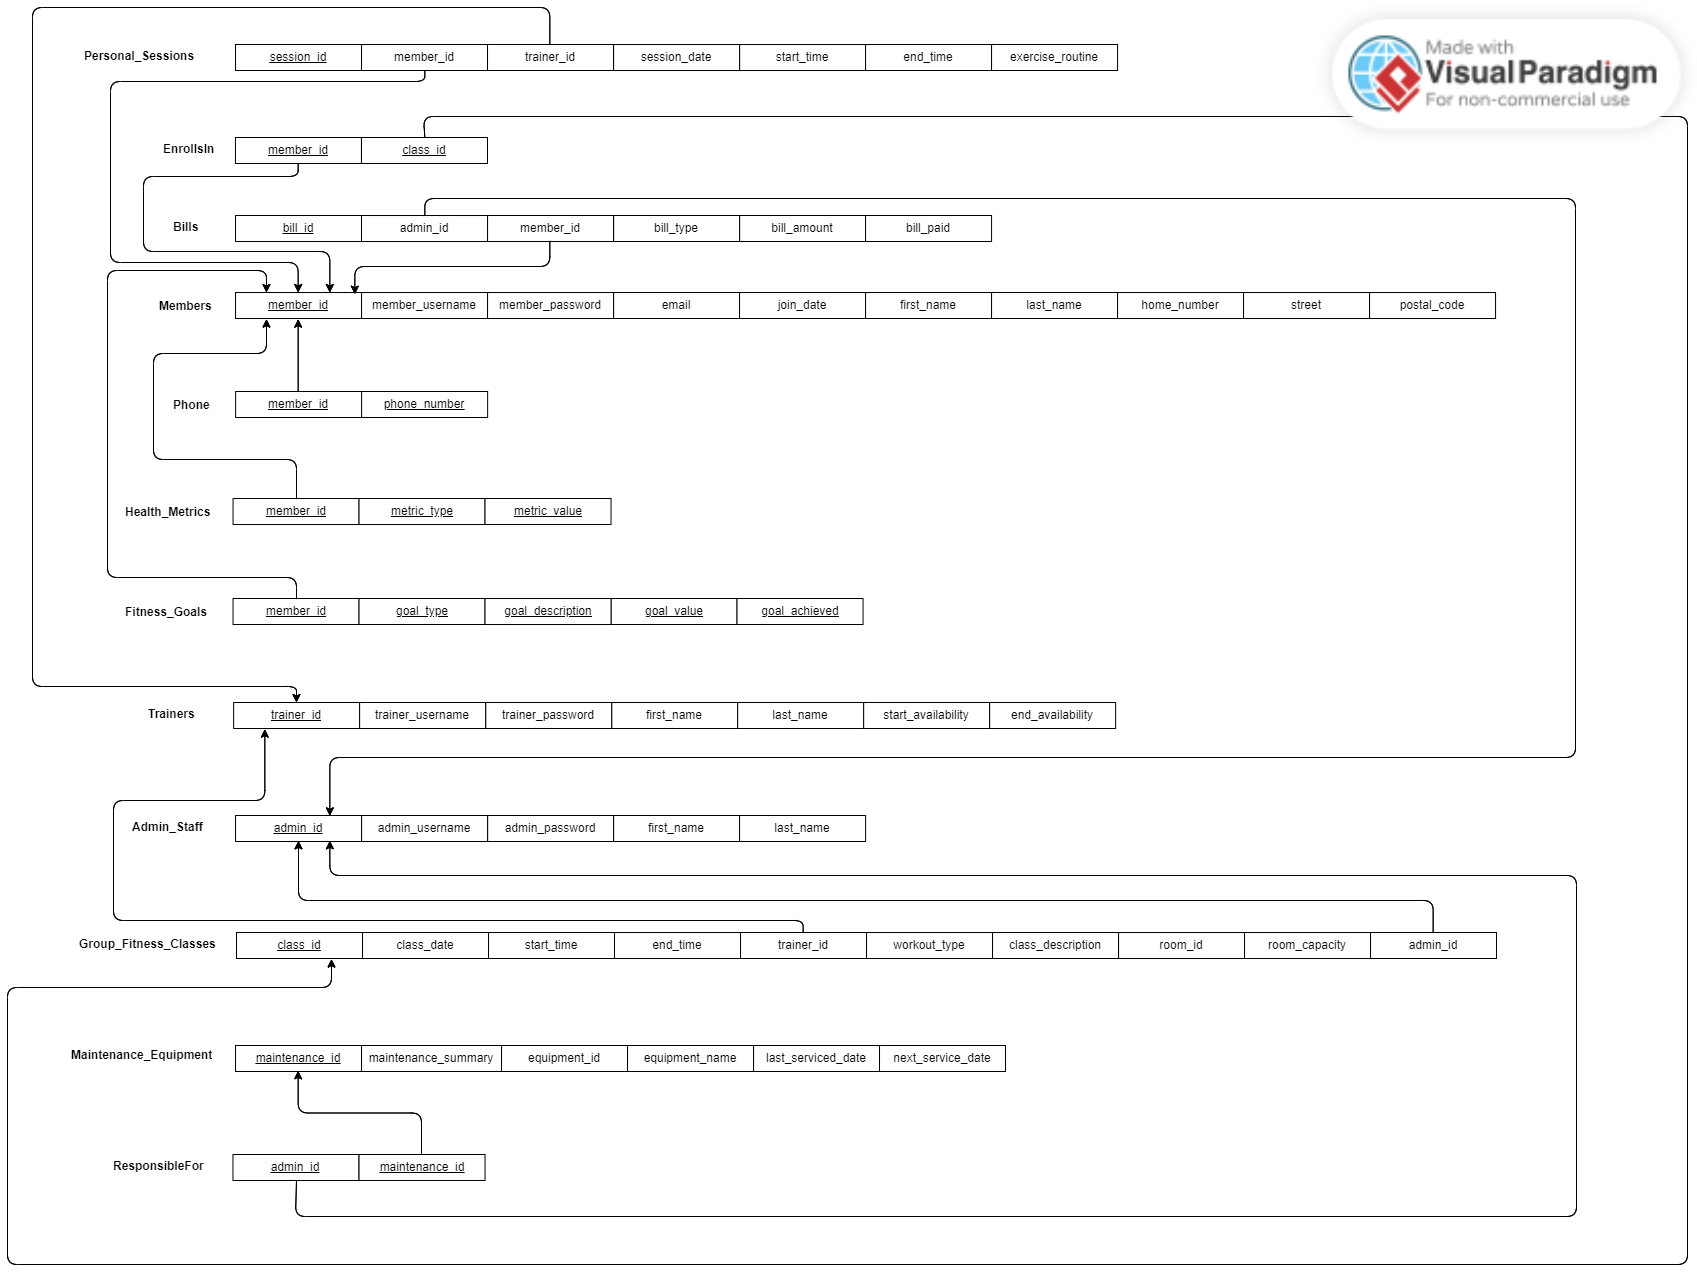 Made with
Visual Paradigm
For non-commercial use
Personal_Sessions session_id member_id trainer_id session_date start_time end_time exercise_routine
EnrollsIn member_id class_id
Bills bill_id admin_id member_id bill_type bill_amount bill_paid
Members member_id member_username member_password email join_date first_name last_name home_number street postal_code
Phone member_id phone_number
Health_Metrics member_id metric_type metric_value
Fitness_Goals member_id goal_type goal_description goal_value goal_achieved
Trainers trainer_id trainer_username trainer_password first_name last_name start_availability end_availability
Admin_Staff admin_id admin_username admin_password first_name last_name
Group_Fitness_Classes class_id class_date start_time end_time trainer_id workout_type class_description room_id room_capacity admin_id
Maintenance_Equipment maintenance_id maintenance_summary equipment_id equipment_name last_serviced_date next_service_date
ResponsibleFor admin_id maintenance_id